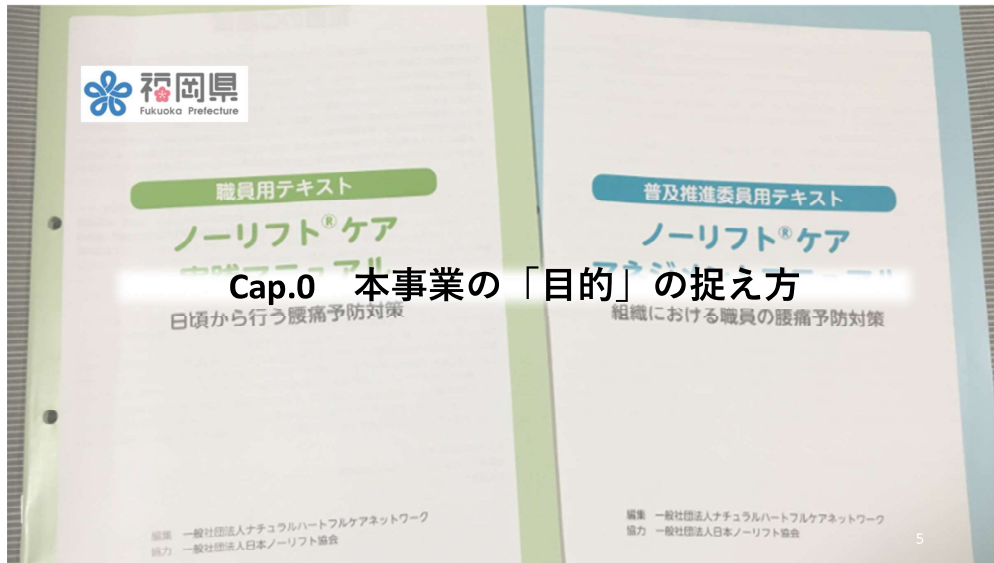 福岡県
Fukuoka Prefecture
職員用テキスト
ノーリフト®ケア
日頃から行う腰痛予防対策
編集 一般社団法人ナチュラルハートフルケアネットワーク
協力 一般社団法人日本ノーリフト協会
普及推進委員用テキスト
ノーリフト®ケア
組織における職員の腰痛予防対策
編集 一般社団法人ナチュラルハートフルケアネットワーク
協力 一般社団法人日本ノーリフト協会
Cap.0 本事業の「目的」の捉え方
5